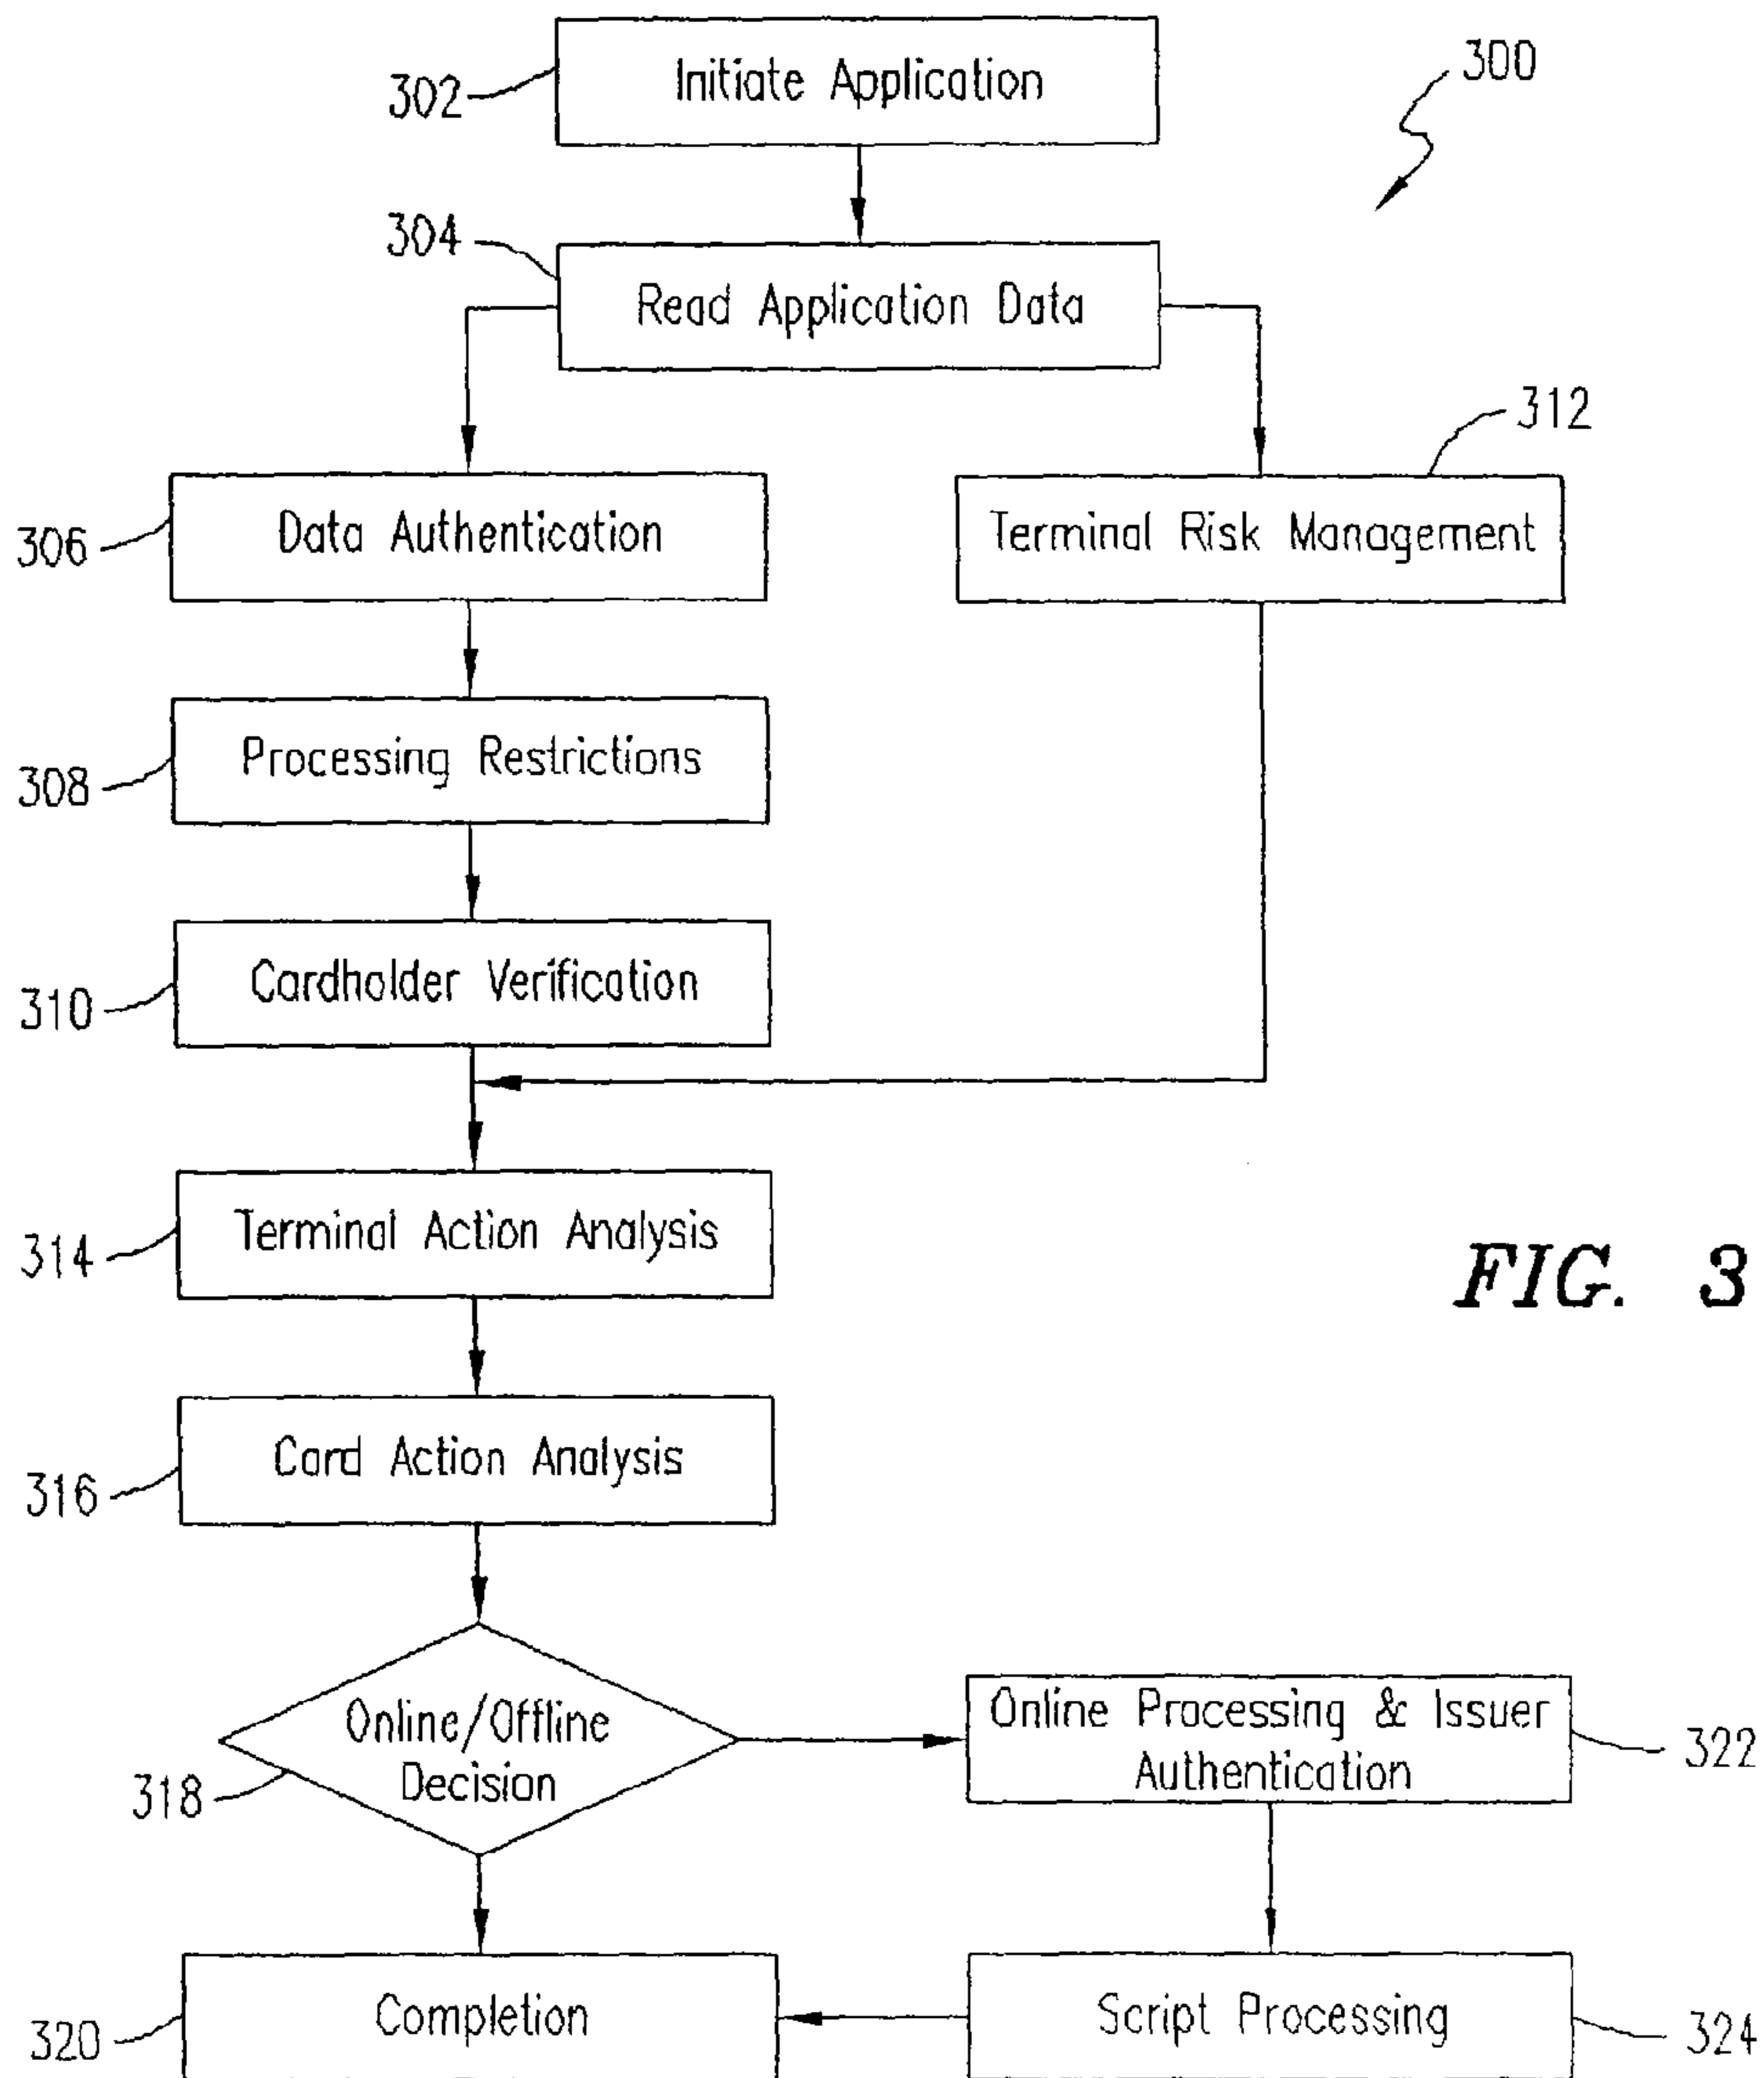 302
Initiate Application
300
304
Read Application Data
312
306
Data Authentication
Terminal Risk Management
308
Processing Restrictions
310
Cardholder Verification
314
Terminal Action Analysis
FIG. 3
316
Card Action Analysis
318
Online/Offline
Decision
Online Processing & Issuer
Authentication
322
320
Completion
Script Processing
324